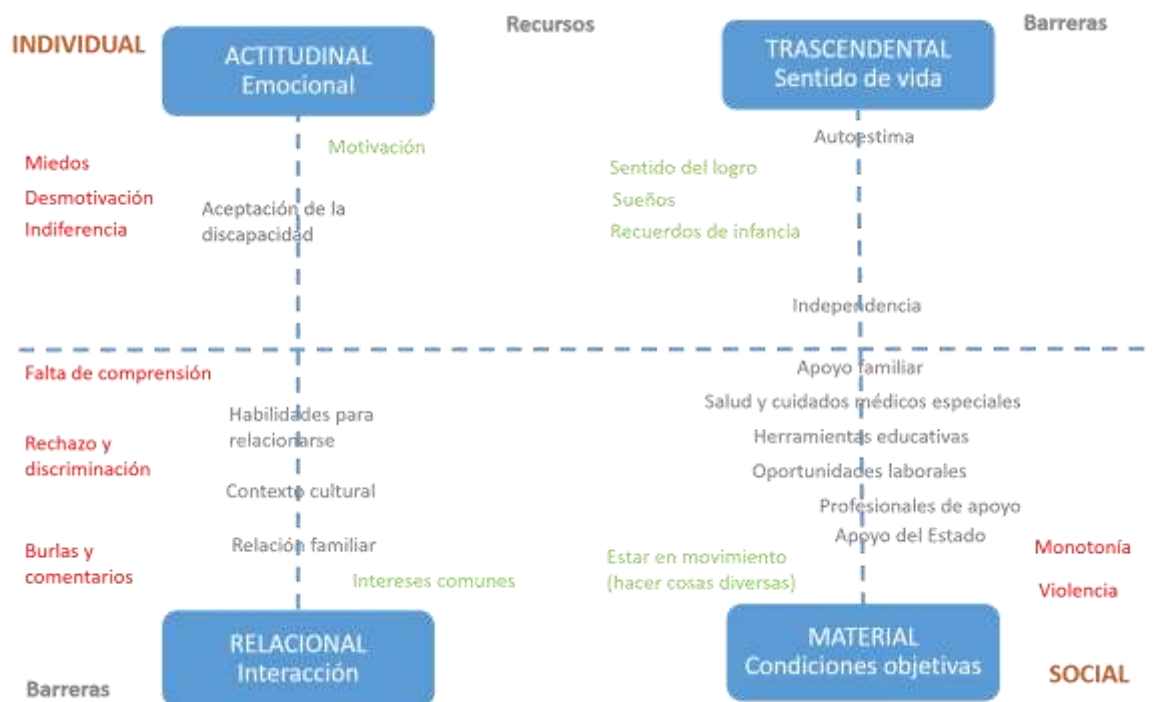 Recursos
Barreras
INDIVIDUAL
ACTITUDINAL
Emocional
TRASCENDENTAL
Sentido de vida
Motivación
Autoestima
Miedos
Desmotivación
Indiferencia
Aceptación de la
discapacidad
Sentido del logro
Sueños
Recuerdos de infancia
Independencia
Falta de comprensión
Apoyo familiar
Habilidades para
relacionarse
Salud y cuidados médicos especiales
Rechazo y
discriminación
Herramientas educativas
Oportunidades laborales
Contexto cultural
Profesionales de apoyo
Apoyo del Estado
Relación familiar
Burlas y
comentarios
Intereses comunes
Estar en movimiento
(hacer cosas diversas)
Monotonía
Violencia
RELACIONAL
Interacción
MATERIAL
Condiciones objetivas
SOCIAL
Barreras